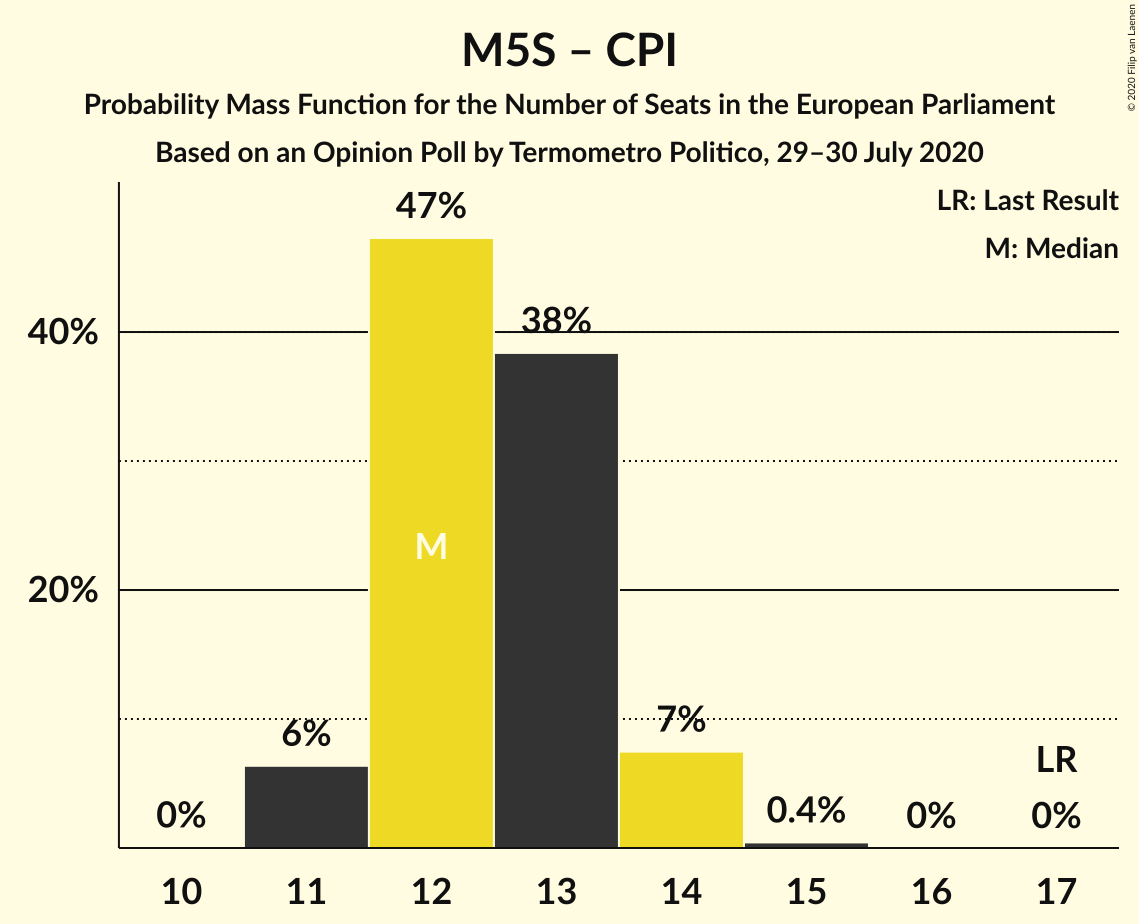 M5S – CPI
Probability Mass Function for the Number of Seats in the European Parliament
Based on an Opinion Poll by Termometro Politico, 29–30 July 2020
© 2020 Filip van Laenen
LR: Last Result
M: Median
40%
20%
0%
6%
47%
M
38%
7%
0.4%
0%
LR
0%
10 11 12 13 14 15 16 17